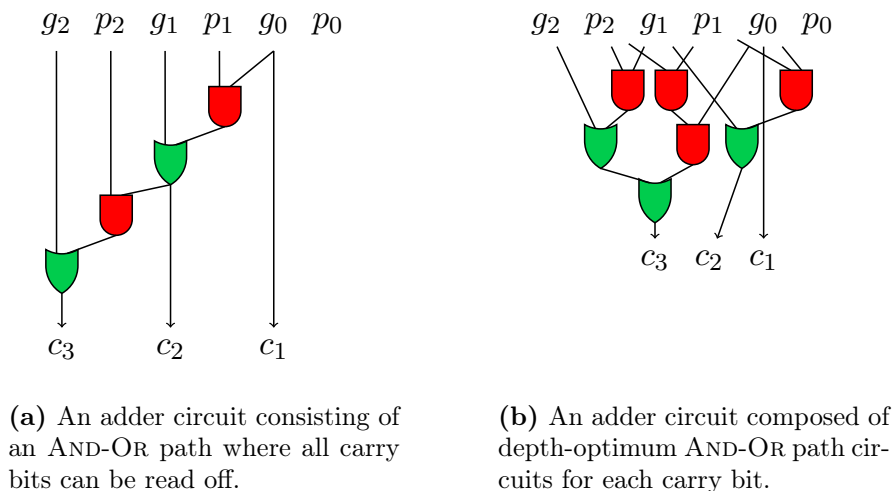 g₂ p₂ g₁ p₁ g₀ p₀
c₃ c₂ c₁
(a) An adder circuit consisting of
an AND-OR path where all carry
bits can be read off.
g₂ p₂ g₁ p₁ g₀ p₀
c₃ c₂ c₁
(b) An adder circuit composed of
depth-optimum AND-OR path cir-
cuits for each carry bit.